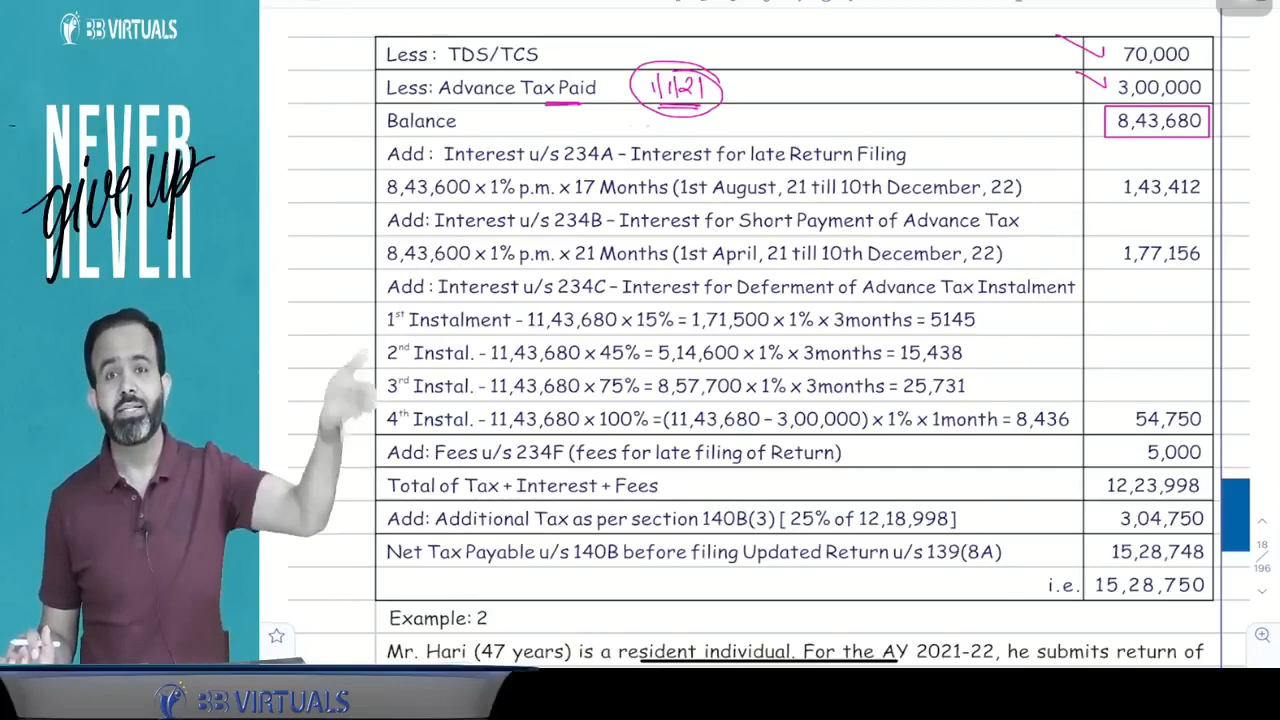 BB VIRTUALS
NEVER
give up
NEVER
Less : TDS/TCS 70,000
Less: Advance Tax Paid 1/1/21 3,00,000
Balance 8,43,680
Add : Interest u/s 234A – Interest for late Return Filing
8,43,600 x 1% p.m. x 17 Months (1st August, 21 till 10th December, 22) 1,43,412
Add: Interest u/s 234B – Interest for Short Payment of Advance Tax
8,43,600 x 1% p.m. x 21 Months (1st April, 21 till 10th December, 22) 1,77,156
Add : Interest u/s 234C – Interest for Deferment of Advance Tax Instalment
1st Instalment - 11,43,680 x 15% = 1,71,500 x 1% x 3months = 5145
2nd Instal. - 11,43,680 x 45% = 5,14,600 x 1% x 3months = 15,438
3rd Instal. - 11,43,680 x 75% = 8,57,700 x 1% x 3months = 25,731
4th Instal. - 11,43,680 x 100% =(11,43,680 – 3,00,000) x 1% x 1month = 8,436 54,750
Add: Fees u/s 234F (fees for late filing of Return) 5,000
Total of Tax + Interest + Fees 12,23,998
Add: Additional Tax as per section 140B(3) [ 25% of 12,18,998] 3,04,750
Net Tax Payable u/s 140B before filing Updated Return u/s 139(8A) 15,28,748
i.e. 15,28,750
Example: 2
Mr. Hari (47 years) is a resident individual. For the AY 2021-22, he submits return of
18
196
BB VIRTUALS